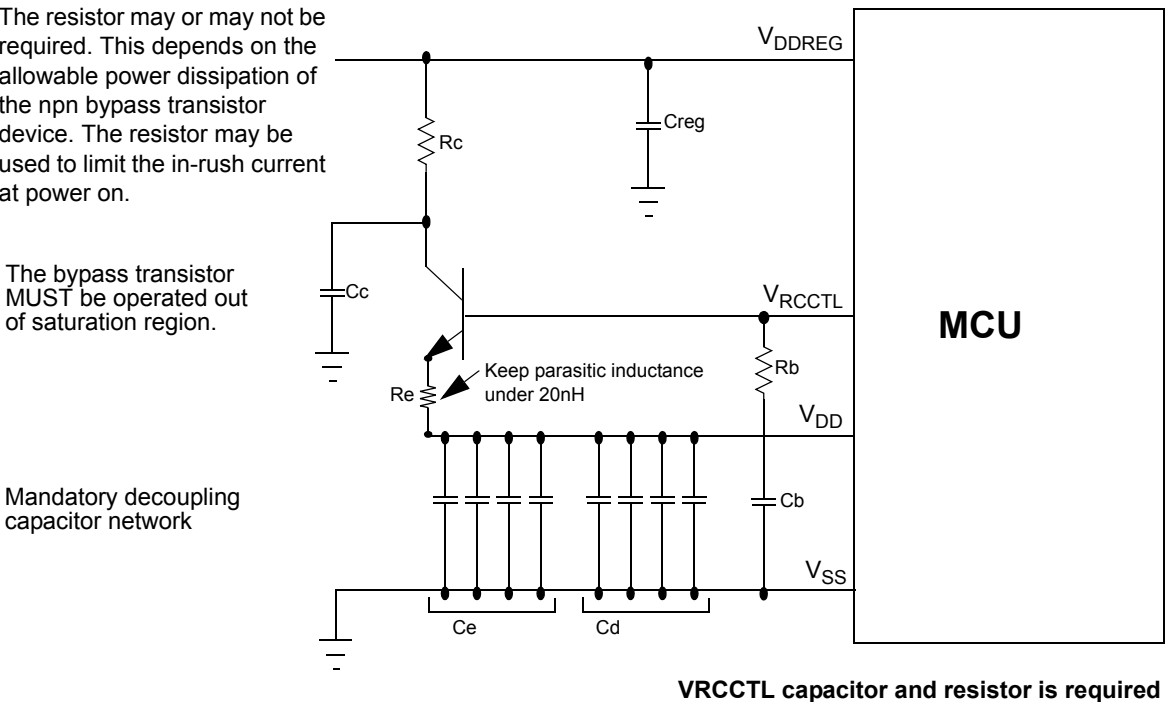 The resistor may or may not be
required. This depends on the
allowable power dissipation of
the npn bypass transistor
device. The resistor may be
used to limit the in-rush current
at power on.
VDDREG
Creg
Rc
The bypass transistor
MUST be operated out
of saturation region.
Cc
VRCCTL
MCU
Keep parasitic inductance
under 20nH
Re
Rb
VDD
Mandatory decoupling
capacitor network
Cb
VSS
Ce
Cd
VRCCTL capacitor and resistor is required